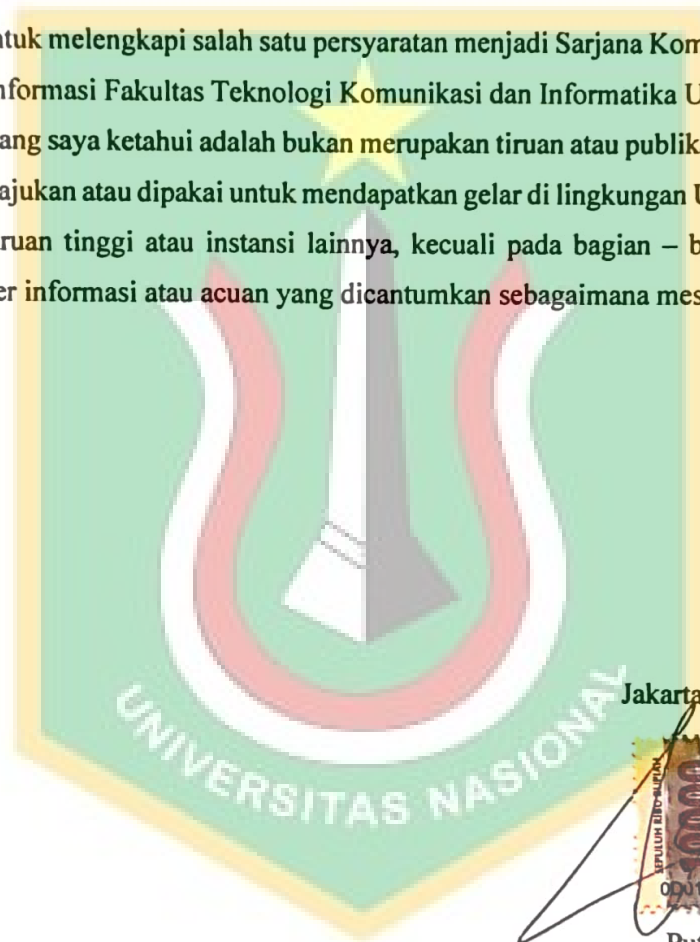 ntuk melengkapi salah satu persyaratan menjadi Sarjana Kom
nformasi Fakultas Teknologi Komunikasi dan Informatika U
ang saya ketahui adalah bukan merupakan tiruan atau publik
ajukan atau dipakai untuk mendapatkan gelar di lingkungan U
ruan tinggi atau instansi lainnya, kecuali pada bagian – b
er informasi atau acuan yang dicantumkan sebagaimana mes
UNIVERSITAS NASIONAL
Jakarta
SEPULUH RIBU RUPIAH